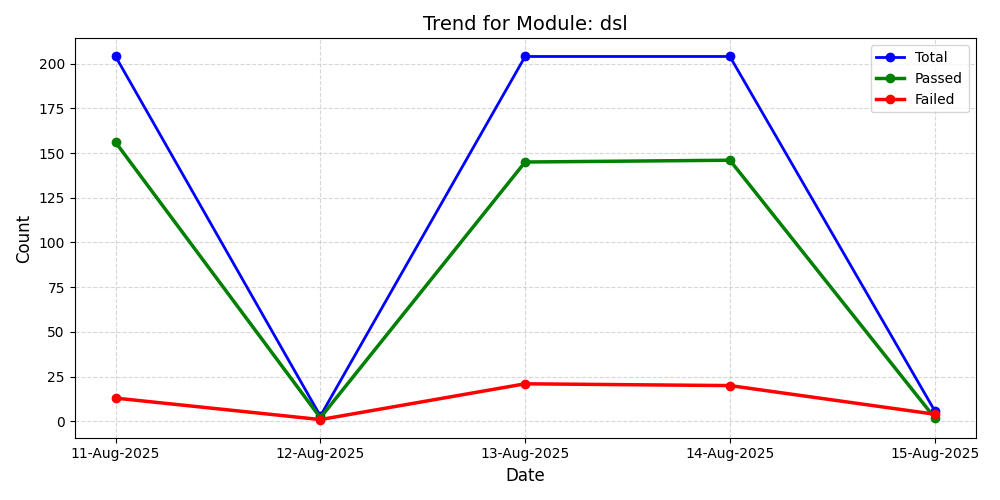 Trend for Module: dsl
Total
Passed
Failed
200
175
150
125
100
75
50
25
0
Count
11-Aug-2025
12-Aug-2025
13-Aug-2025
14-Aug-2025
15-Aug-2025
Date